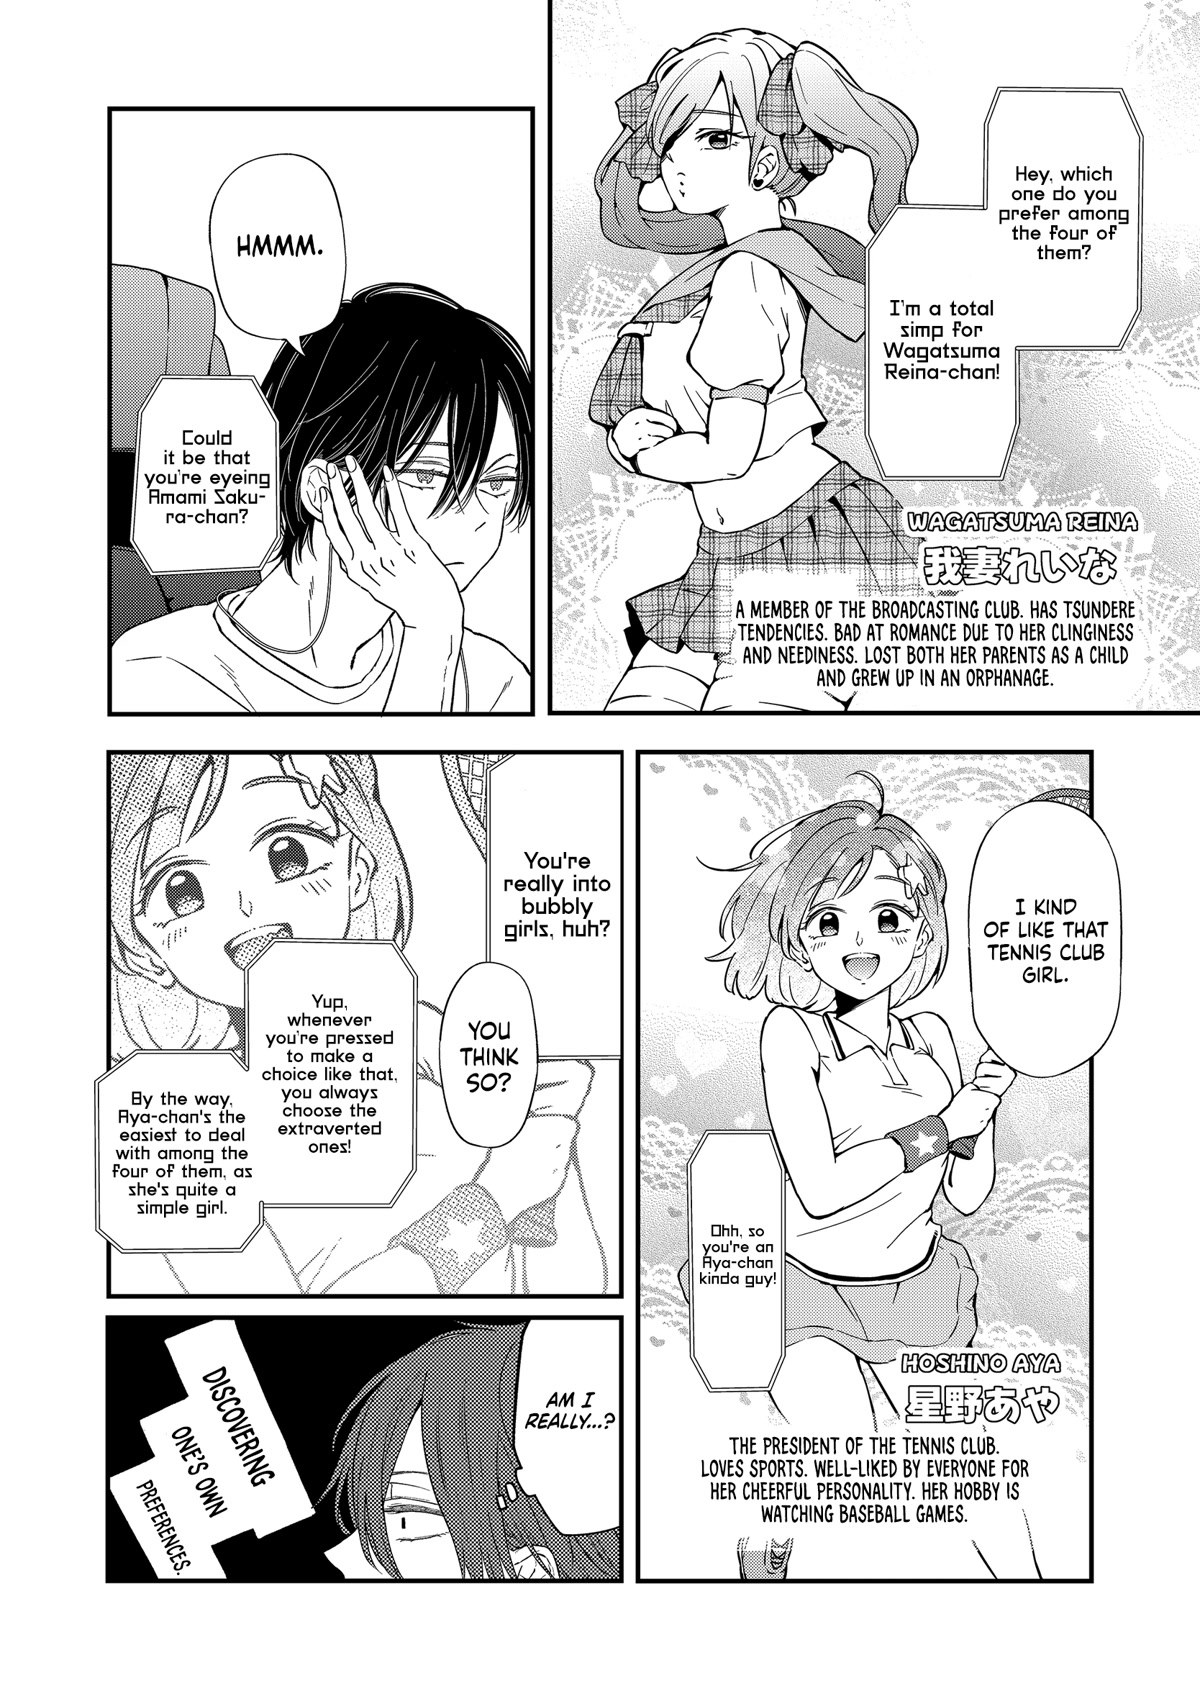 Hey, which
one do you
prefer among
the four of
them?
I'm a total
simp for
Wagatsuma
Reina-chan!
WAGATSUMA REINA
我妻れいな
A MEMBER OF THE BROADCASTING CLUB. HAS TSUNDERE
TENDENCIES. BAD AT ROMANCE DUE TO HER CLINGINESS
AND NEEDINESS. LOST BOTH HER PARENTS AS A CHILD
AND GREW UP IN AN ORPHANAGE.
HMMM.
Could
it be that
you're eyeing
Amami Saku-
ra-chan?
I KIND
OF LIKE THAT
TENNIS CLUB
GIRL.
Ohh, so
you're an
Aya-chan
kinda guy!
HOSHINO AYA
星野あや
THE PRESIDENT OF THE TENNIS CLUB.
LOVES SPORTS. WELL-LIKED BY EVERYONE FOR
HER CHEERFUL PERSONALITY. HER HOBBY IS
WATCHING BASEBALL GAMES.
You're
really into
bubbly
girls, huh?
YOU
THINK
SO?
Yup,
whenever
you're pressed
to make a
choice like that,
you always
choose the
extraverted
ones!
By the way,
Aya-chan's the
easiest to deal
with among the
four of them, as
she's quite a
simple girl.
AM I
REALLY...?
DISCOVERING
ONE'S OWN
PREFERENCES.